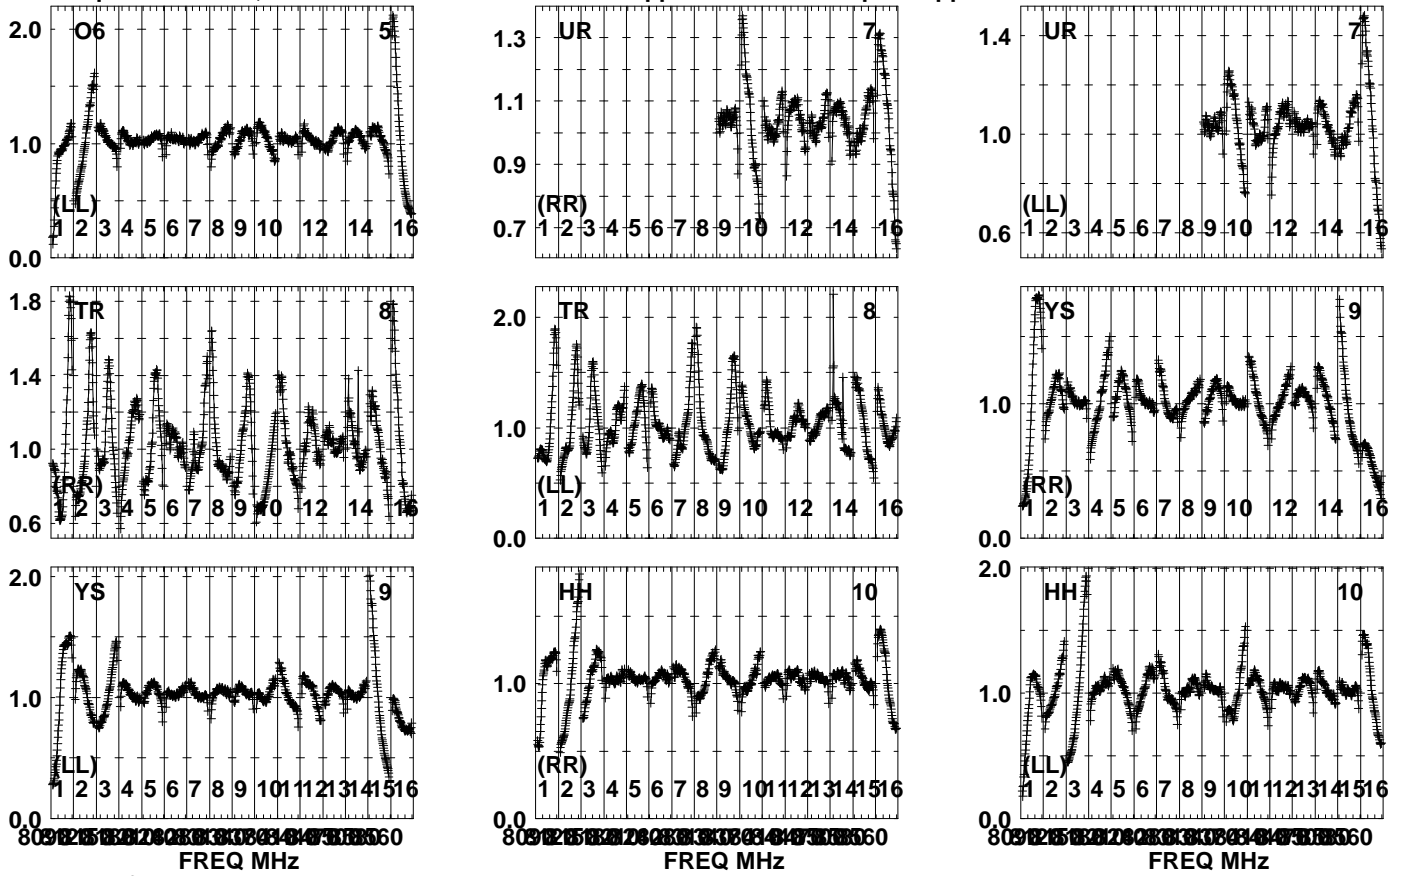 2.0 O6 5
1.0
(LL)
1 2 3 4 5 6 7 8 9 10 12 14 16
0.0
UR 7
1.3
1.1
0.9
(RR)
0.7
1 2 3 4 5 6 7 8 9 10 12 14 16
UR 7
1.4
1.0
(LL)
0.6
1 2 3 4 5 6 7 8 9 10 12 14 16
1.8 TR 8
1.4
1.0
(RR)
0.6
1 2 3 4 5 6 7 8 9 10 12 14 16
TR 8
2.0
1.0
(LL)
1 2 3 4 5 6 7 8 9 10 12 14 16
0.0
YS 9
1.0
(RR)
1 2 3 4 5 6 7 8 9 10 12 14 16
0.0
2.0 YS 9
1.0
(LL)
1 2 3 4 5 6 7 8 9 10 11 12 13 14 15 16
0.0
FREQ MHz
HH 10
1.0
(RR)
1 2 3 4 5 6 7 8 9 10 11 12 13 14 15 16
0.0
FREQ MHz
2.0 HH 10
1.0
(LL)
1 2 3 4 5 6 7 8 9 10 11 12 13 14 15 16
0.0
FREQ MHz